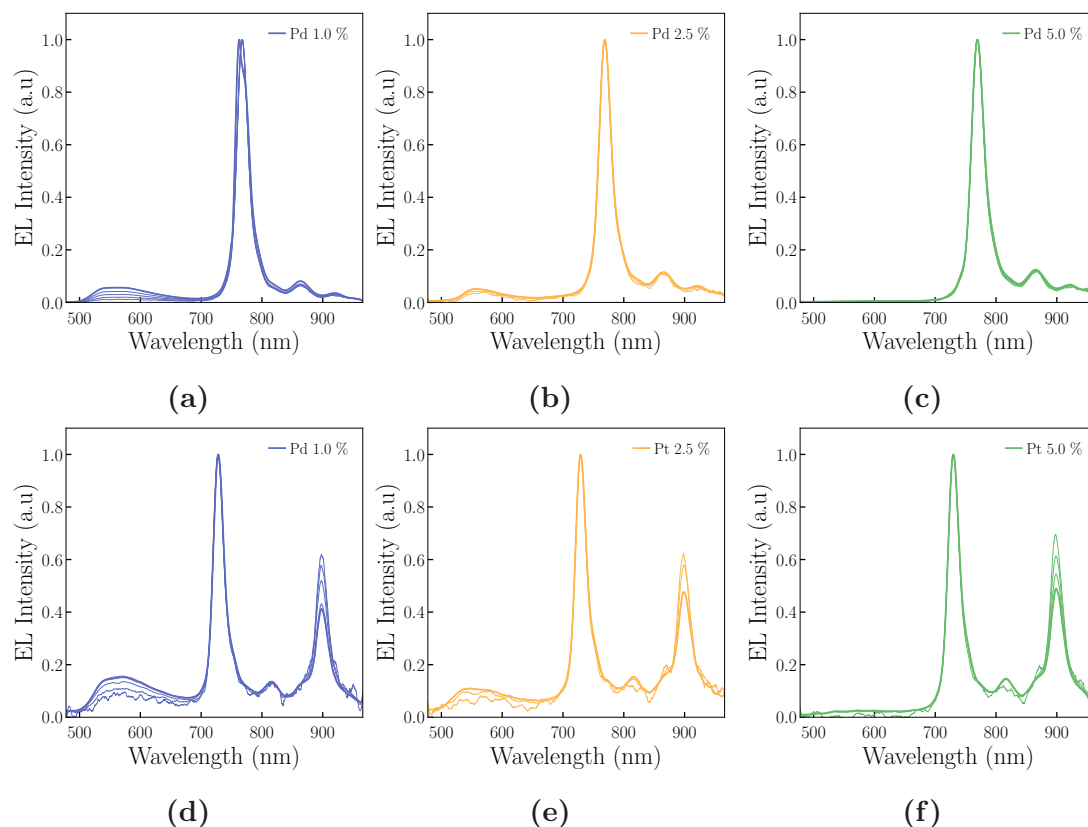 Pd 1.0 %
EL Intensity (a.u)
1.0
0.8
0.6
0.4
0.2
0.0
500 600 700 800 900
Wavelength (nm)
(a)
Pd 2.5 %
EL Intensity (a.u)
1.0
0.8
0.6
0.4
0.2
0.0
500 600 700 800 900
Wavelength (nm)
(b)
Pd 5.0 %
EL Intensity (a.u)
1.0
0.8
0.6
0.4
0.2
0.0
500 600 700 800 900
Wavelength (nm)
(c)
Pd 1.0 %
EL Intensity (a.u)
1.0
0.8
0.6
0.4
0.2
0.0
500 600 700 800 900
Wavelength (nm)
(d)
Pt 2.5 %
EL Intensity (a.u)
1.0
0.8
0.6
0.4
0.2
0.0
500 600 700 800 900
Wavelength (nm)
(e)
Pt 5.0 %
EL Intensity (a.u)
1.0
0.8
0.6
0.4
0.2
0.0
500 600 700 800 900
Wavelength (nm)
(f)